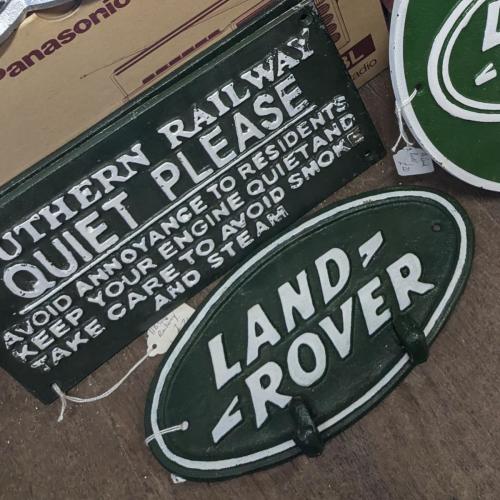 Panasonic
UTHERN RAILWAY
QUIET PLEASE
AVOID ANNOYANCE TO RESIDENTS
KEEP YOUR ENGINE QUIET AND
TAKE CARE TO AVOID SMOKE
AND STEAM
LAND-
-ROVER